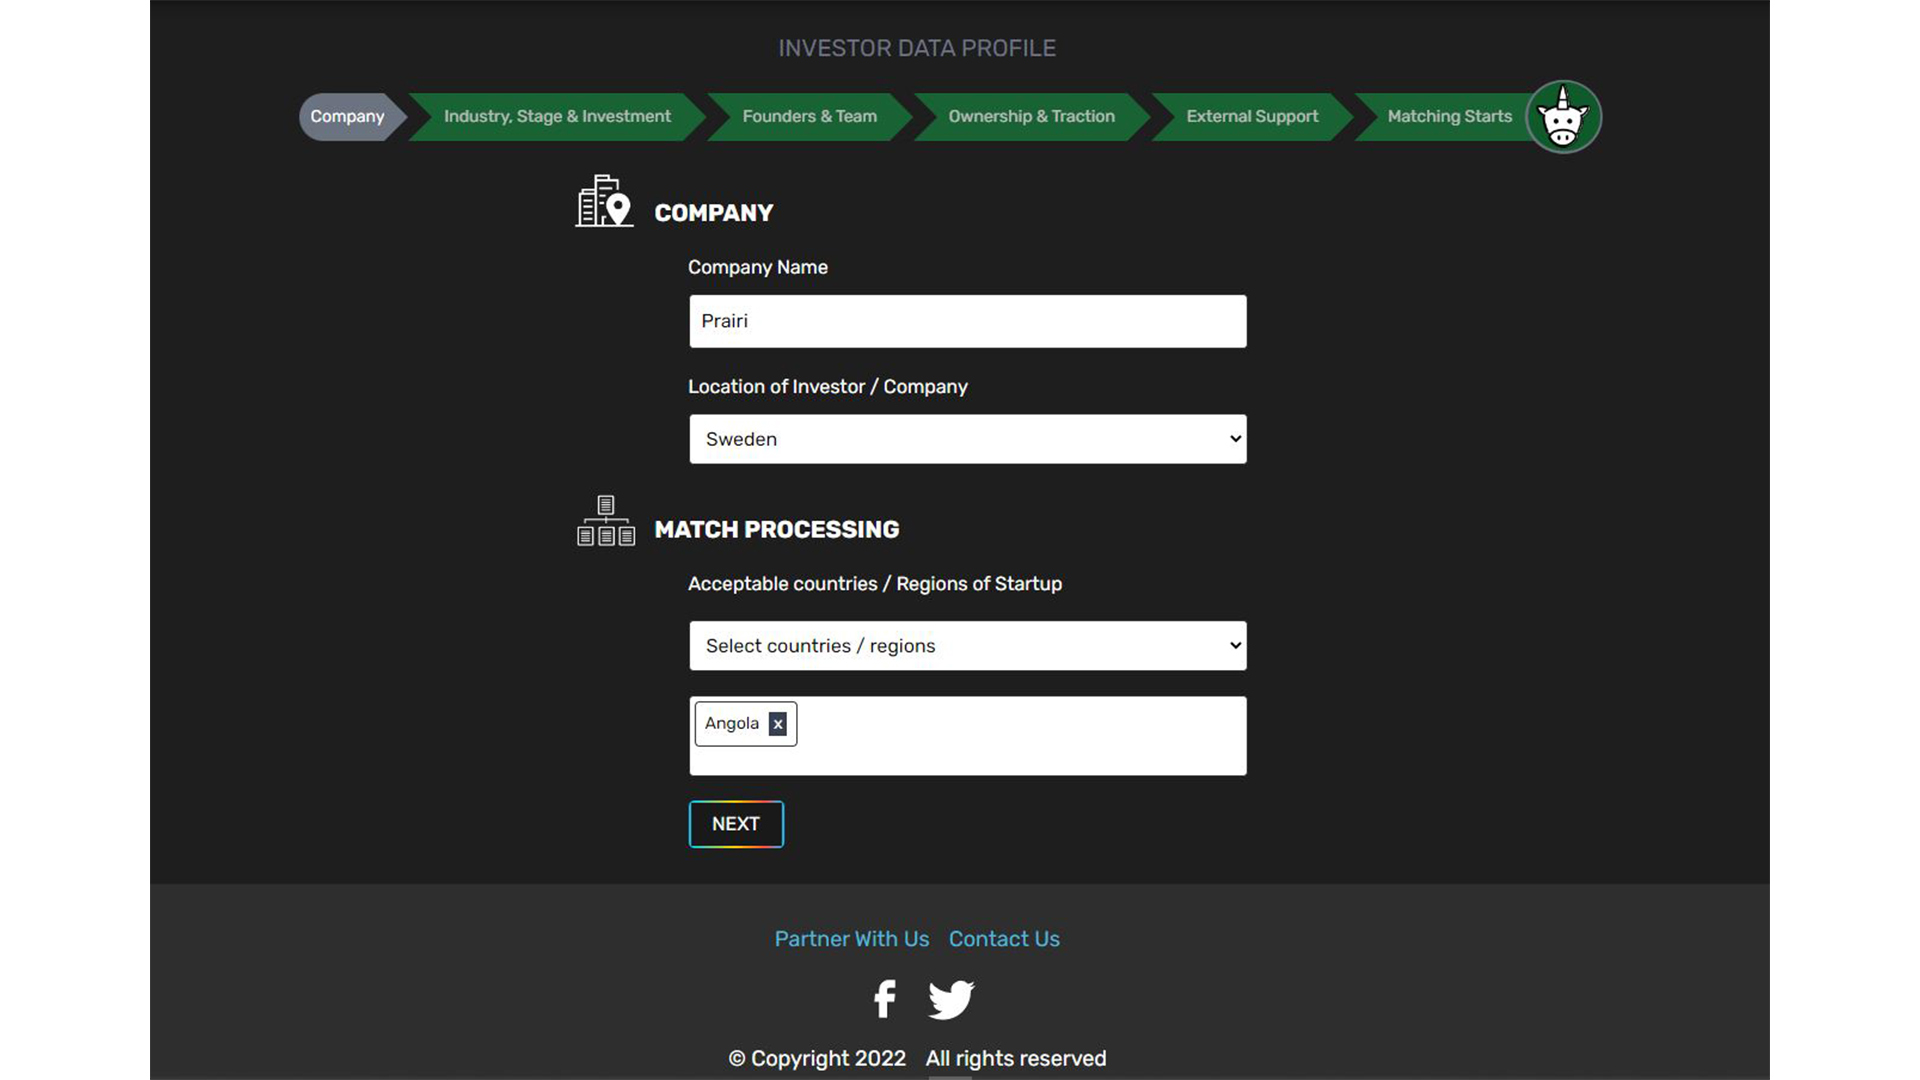 INVESTOR DATA PROFILE
Company
Industry, Stage & Investment
Founders & Team
Ownership & Traction
External Support
Matching Starts
COMPANY
Company Name
Prairi
Location of Investor / Company
Sweden
MATCH PROCESSING
Acceptable countries / Regions of Startup
Select countries / regions
Angola x
NEXT
Partner With Us Contact Us
© Copyright 2022 All rights reserved